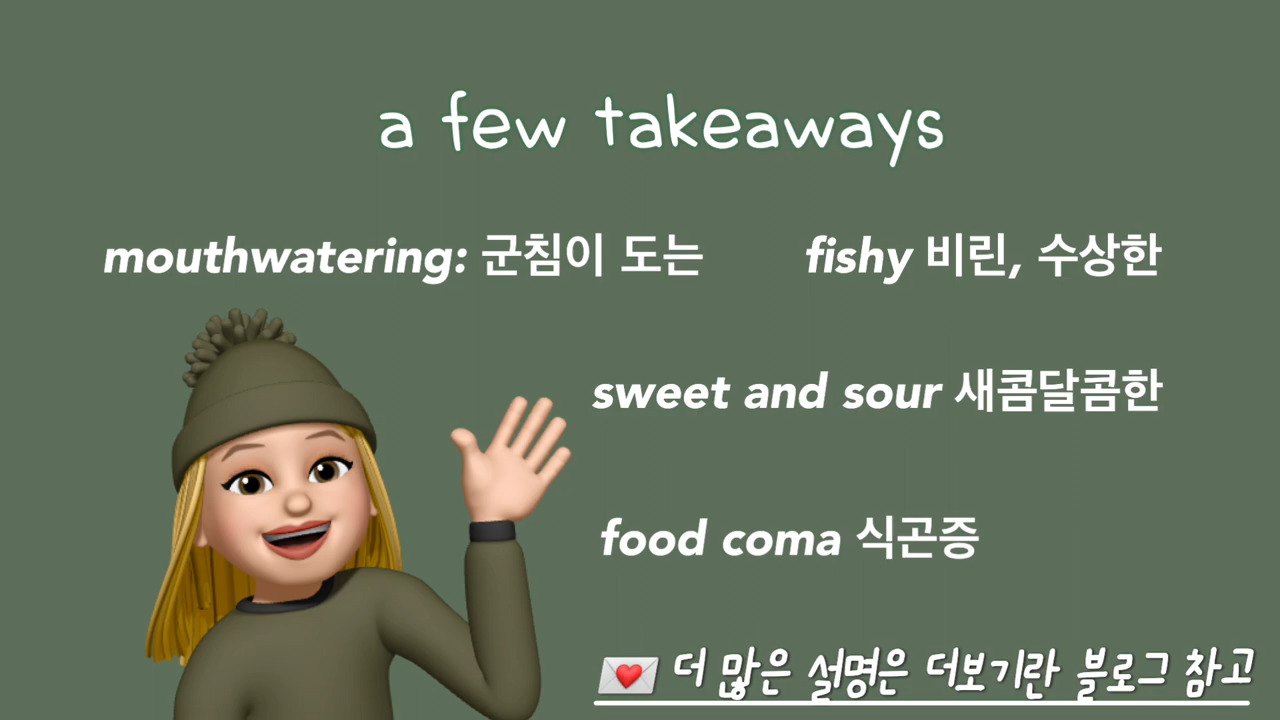 a few takeaways
mouthwatering: 군침이 도는
fishy 비린, 수상한
sweet and sour 새콤달콤한
food coma 식곤증
더 많은 설명은 더보기란 블로그 참고